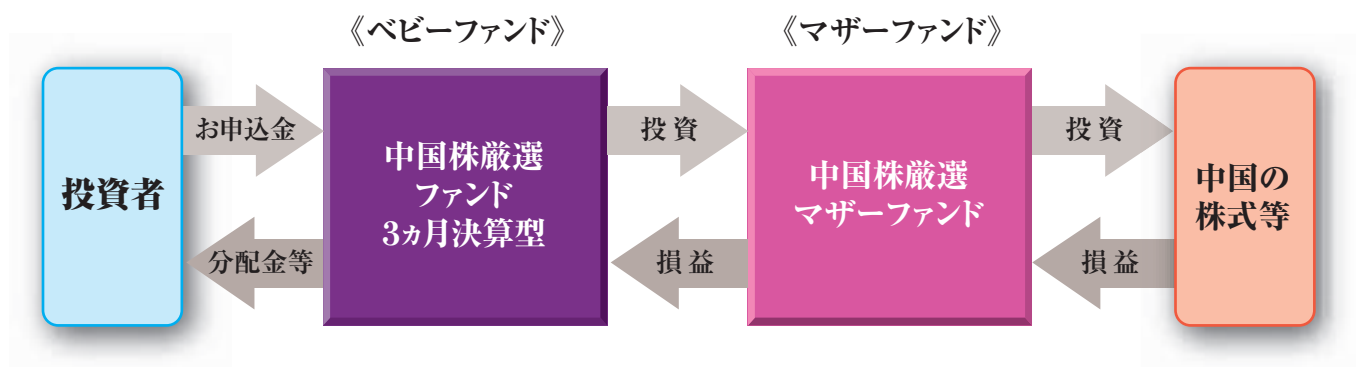 《ベビーファンド》
《マザーファンド》
投資者
お申込金
分配金等
中国株厳選
ファンド
3ヵ月決算型
投資
損益
中国株厳選
マザーファンド
投資
損益
中国の
株式等